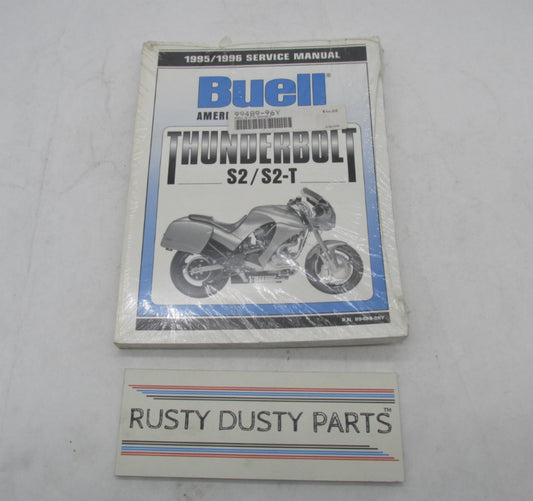 1995/1996 SERVICE MANUAL
Buell®
AMERI
99489-96Y
THUNDERBOLT
S2/S2-T
RUSTY DUSTY PARTS™